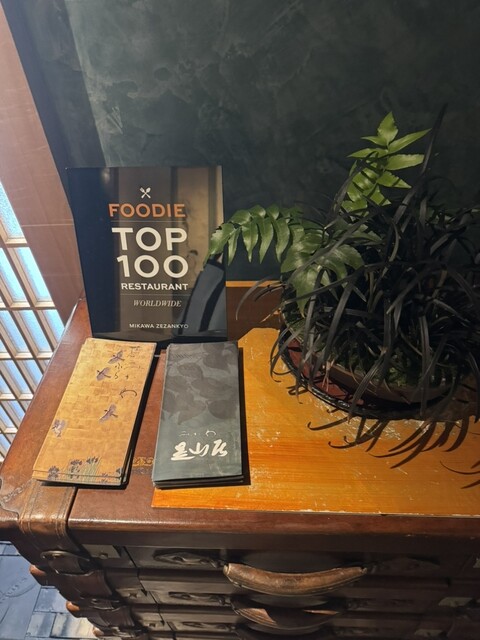 FOODIE
TOP
100
RESTAURANT
WORLDWIDE
MIKAWA ZEZANKYO